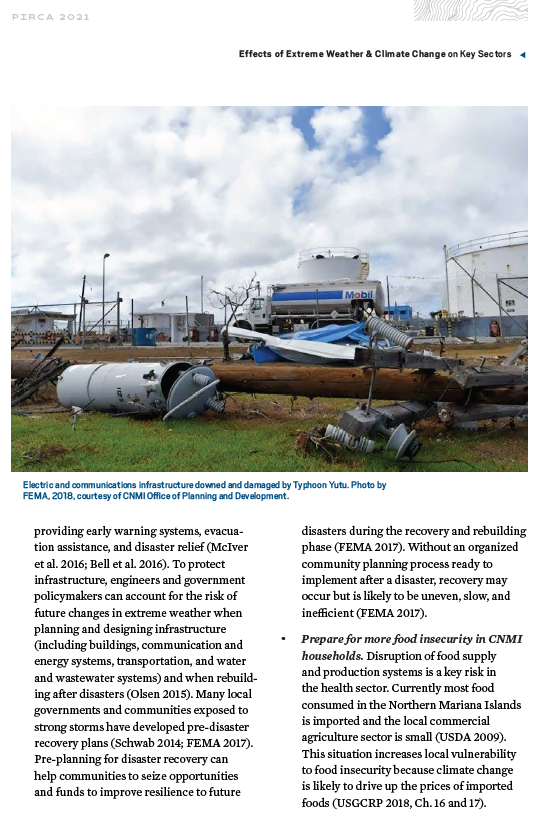 PIRCA 2021
Effects of Extreme Weather & Climate Change on Key Sectors
Mobil
Electric and communications infrastructure downed and damaged by Typhoon Yutu. Photo by
FEMA, 2018, courtesy of CNMI Office of Planning and Development.
providing early warning systems, evacua-
tion assistance, and disaster relief (McIver
et al. 2016; Bell et al. 2016). To protect
infrastructure, engineers and government
policymakers can account for the risk of
future changes in extreme weather when
planning and designing infrastructure
(including buildings, communication and
energy systems, transportation, and water
and wastewater systems) and when rebuild-
ing after disasters (Olsen 2015). Many local
governments and communities exposed to
strong storms have developed pre-disaster
recovery plans (Schwab 2014; FEMA 2017).
Pre-planning for disaster recovery can
help communities to seize opportunities
and funds to improve resilience to future
disasters during the recovery and rebuilding
phase (FEMA 2017). Without an organized
community planning process ready to
implement after a disaster, recovery may
occur but is likely to be uneven, slow, and
inefficient (FEMA 2017).
• Prepare for more food insecurity in CNMI
households. Disruption of food supply
and production systems is a key risk in
the health sector. Currently most food
consumed in the Northern Mariana Islands
is imported and the local commercial
agriculture sector is small (USDA 2009).
This situation increases local vulnerability
to food insecurity because climate change
is likely to drive up the prices of imported
foods (USGCRP 2018, Ch. 16 and 17).